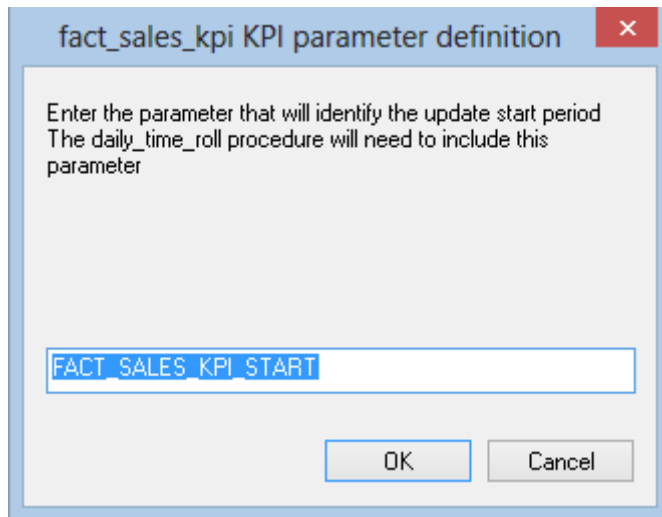 fact_sales_kpi KPI parameter definition
Enter the parameter that will identify the update start period
The daily_time_roll procedure will need to include this
parameter
FACT_SALES_KPI_START
OK
Cancel